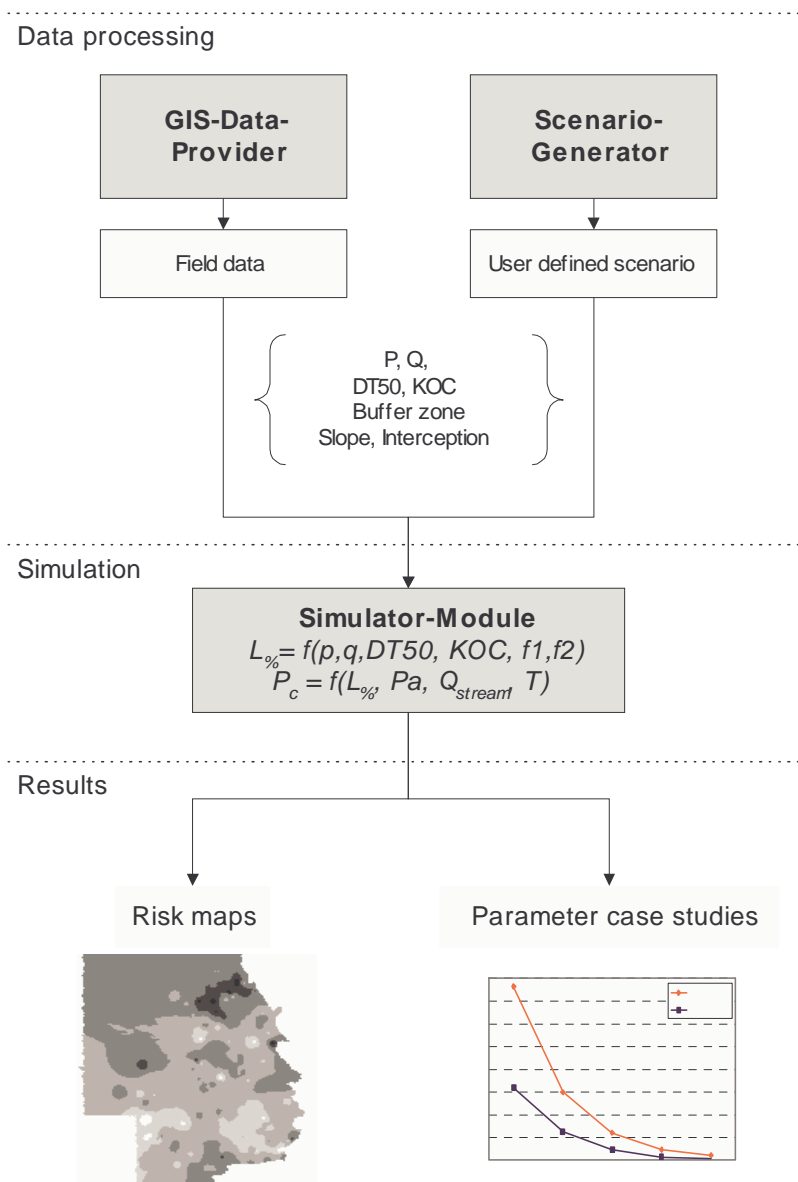 Data processing
GIS-Data-
Provider
Scenario-
Generator
Field data
User defined scenario
P, Q,
DT50, KOC
Buffer zone
Slope, Interception
Simulation
Simulator-Module
L% = f(p,q,DT50, KOC, f1,f2)
Pc = f(L%, Pa, Qstream, T)
Results
Risk maps
Parameter case studies